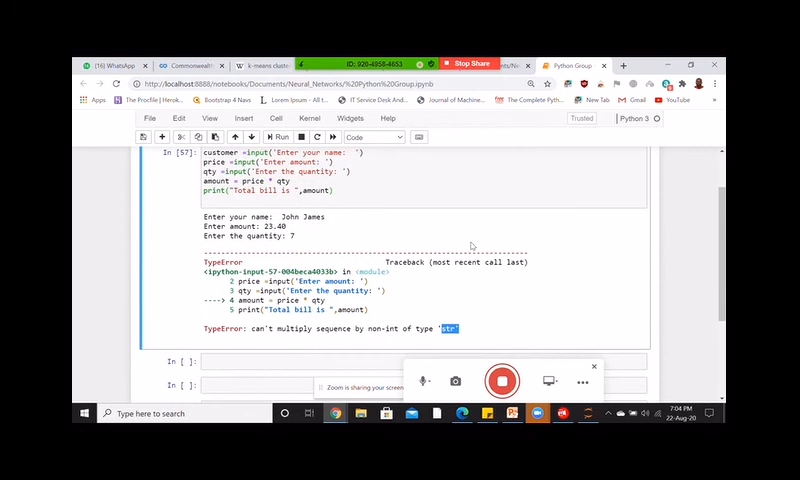 (16) WhatsApp
Commonwealth
k-means cluster
ID: 920-4958-4653
Stop Share
ents/Ne
Python Group
http://localhost:8888/notebooks/Documents/Neural_Networks/%20Python%20Group.ipynb
Apps
The Procfile | Herok...
Bootstrap 4 Navs
Lorem Ipsum - All t...
IT Service Desk And...
Journal of Machine...
The Complete Pyth...
New Tab
Gmail
YouTube
File Edit View Insert Cell Kernel Widgets Help
Trusted
Python 3
Run
Code
In [57]
customer =input('Enter your name:  ')
price =input('Enter amount: ')
qty =input('Enter the quantity: ')
amount = price * qty
print("Total bill is ",amount)
Enter your name:  John James
Enter amount: 23.40
Enter the quantity: 7
TypeError Traceback (most recent call last)
<ipython-input-57-004beca4033b> in <module>
2 price =input('Enter amount: ')
3 qty =input('Enter the quantity: ')
----> 4 amount = price * qty
5 print("Total bill is ",amount)
TypeError: can't multiply sequence by non-int of type 'str'
In [ ]
In [ ]
Zoom is sharing your screen
Type here to search
7:04 PM
22-Aug-20